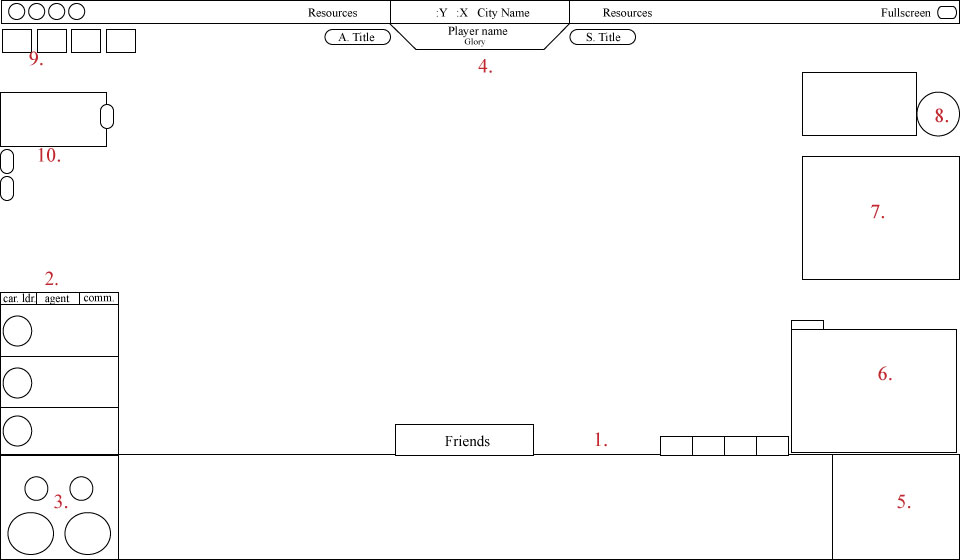 Resources :Y :X City Name Resources Fullscreen
A. Title Player name S. Title
Glory
9. 4.
8.
10.
7.
2.
car. ldr. agent comm.
6.
Friends 1.
3. 5.